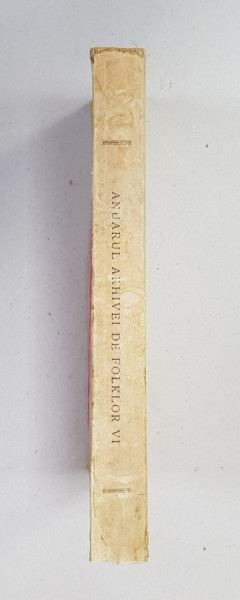 ANUARUL ARHIVEI DE FOLKLOR VI